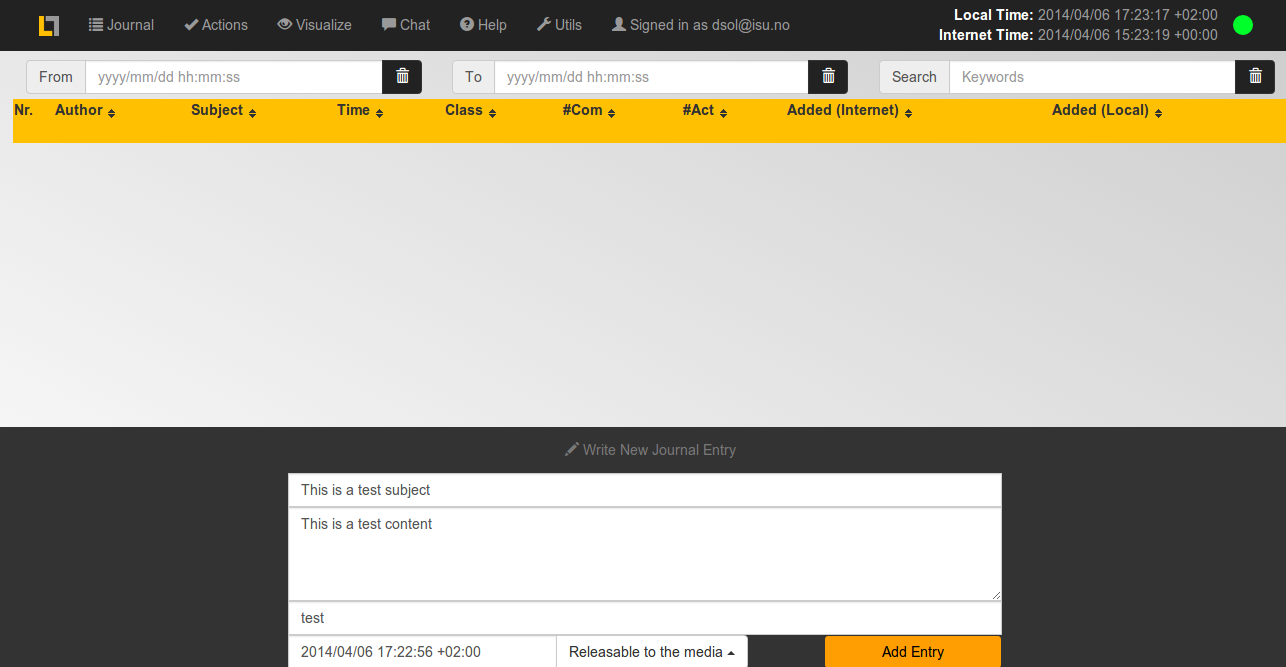 Journal Actions Visualize Chat Help Utils Signed in as dsol@isu.no
Local Time: 2014/04/06 17:23:17 +02:00
Internet Time: 2014/04/06 15:23:19 +00:00
From yyyy/mm/dd hh:mm:ss To yyyy/mm/dd hh:mm:ss Search Keywords
Nr. Author Subject Time Class #Com #Act Added (Internet) Added (Local)
Write New Journal Entry
This is a test subject
This is a test content
test
2014/04/06 17:22:56 +02:00 Releasable to the media Add Entry